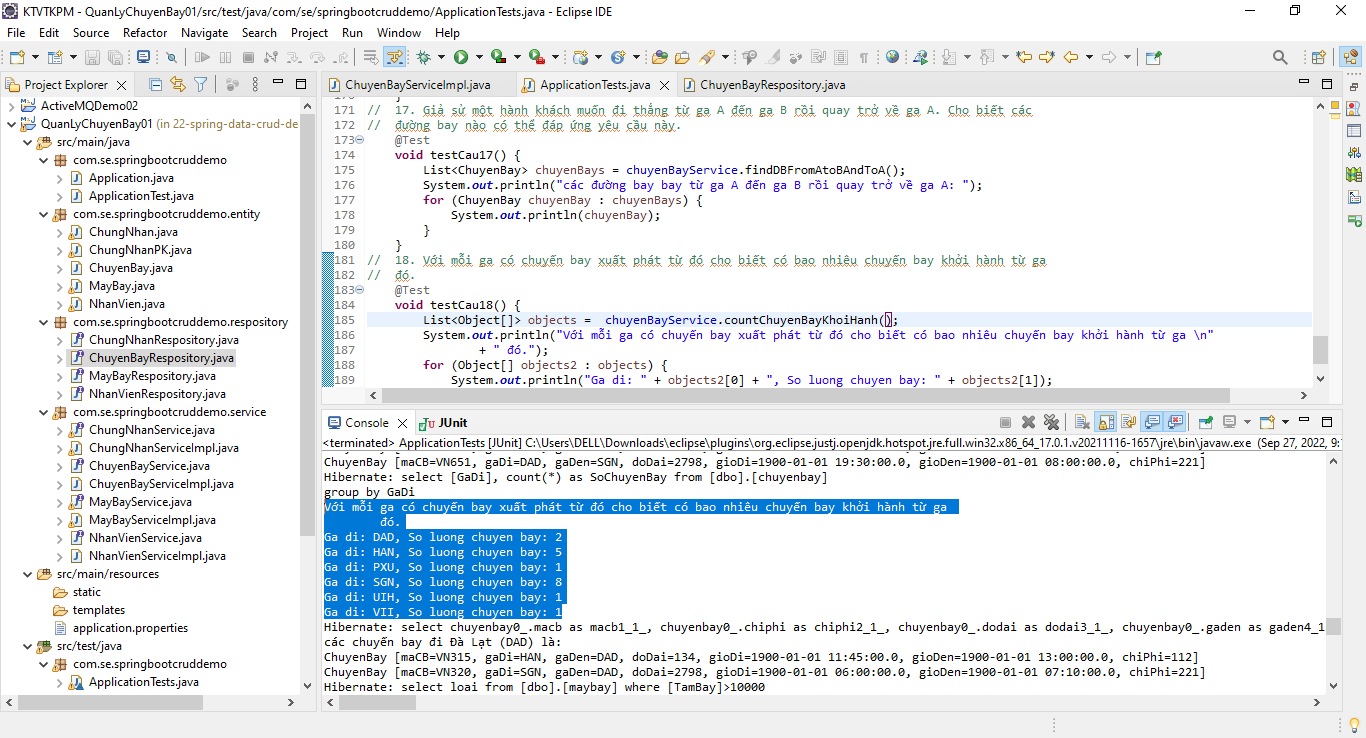 KTVTKPM - QuanLyChuyenBay01/src/test/java/com/se/springbootcruddemo/ApplicationTests.java - Eclipse IDE
File Edit Source Refactor Navigate Search Project Run Window Help
Project Explorer
ActiveMQDemo02
QuanLyChuyenBay01 (in 22-spring-data-crud-de
src/main/java
com.se.springbootcruddemo
Application.java
ApplicationTest.java
com.se.springbootcruddemo.entity
ChungNhan.java
ChungNhanPK.java
ChuyenBay.java
MayBay.java
NhanVien.java
com.se.springbootcruddemo.respository
ChungNhanRespository.java
ChuyenBayRespository.java
MayBayRespository.java
NhanVienRespository.java
com.se.springbootcruddemo.service
ChungNhanService.java
ChungNhanServiceImpl.java
ChuyenBayService.java
ChuyenBayServiceImpl.java
MayBayService.java
MayBayServiceImpl.java
NhanVienService.java
NhanVienServiceImpl.java
src/main/resources
static
templates
application.properties
src/test/java
com.se.springbootcruddemo
ApplicationTests.java
ChuyenBayServiceImpl.java ApplicationTests.java ChuyenBayRespository.java
170 }
171 // 17. Giả sử một hành khách muốn đi thẳng từ ga A đến ga B rồi quay trở về ga A. Cho biết các
172 // đường bay nào có thể đáp ứng yêu cầu này.
173 @Test
174 void testCau17() {
175 List<ChuyenBay> chuyenBays = chuyenBayService.findDBFromAtoBAndToA();
176 System.out.println("các đường bay bay từ ga A đến ga B rồi quay trở về ga A: ");
177 for (ChuyenBay chuyenBay : chuyenBays) {
178 System.out.println(chuyenBay);
179 }
180 }
181 // 18. Với mỗi ga có chuyến bay xuất phát từ đó cho biết có bao nhiêu chuyến bay khởi hành từ ga
182 // đó.
183 @Test
184 void testCau18() {
185 List<Object[]> objects = chuyenBayService.countChuyenBayKhoiHanh();
186 System.out.println("Với mỗi ga có chuyến bay xuất phát từ đó cho biết có bao nhiêu chuyến bay khởi hành từ ga \n"
187 + " đó.");
188 for (Object[] objects2 : objects) {
189 System.out.println("Ga di: " + objects2[0] + ", So luong chuyen bay: " + objects2[1]);
Console JUnit
<terminated> ApplicationTests [JUnit] C:\Users\DELL\Downloads\eclipse\plugins\org.eclipse.justj.openjdk.hotspot.jre.full.win32.x86_64_17.0.1.v20211116-1657\jre\bin\javaw.exe (Sep 27, 2022, 9:
ChuyenBay [maCB=VN651, gaDi=DAD, gaDen=SGN, doDai=2798, gioDi=1900-01-01 19:30:00.0, gioDen=1900-01-01 08:00:00.0, chiPhi=221]
Hibernate: select [GaDi], count(*) as SoChuyenBay from [dbo].[chuyenbay]
group by GaDi
Với mỗi ga có chuyến bay xuất phát từ đó cho biết có bao nhiêu chuyến bay khởi hành từ ga
đó.
Ga di: DAD, So luong chuyen bay: 2
Ga di: HAN, So luong chuyen bay: 5
Ga di: PXU, So luong chuyen bay: 1
Ga di: SGN, So luong chuyen bay: 8
Ga di: UIH, So luong chuyen bay: 1
Ga di: VII, So luong chuyen bay: 1
Hibernate: select chuyenbay0_.macb as macb1_1_, chuyenbay0_.chiphi as chiphi2_1_, chuyenbay0_.dodai as dodai3_1_, chuyenbay0_.gaden as gaden4_1
các chuyến bay đi Đà Lạt (DAD) là:
ChuyenBay [maCB=VN315, gaDi=HAN, gaDen=DAD, doDai=134, gioDi=1900-01-01 11:45:00.0, gioDen=1900-01-01 13:00:00.0, chiPhi=112]
ChuyenBay [maCB=VN320, gaDi=SGN, gaDen=DAD, doDai=2798, gioDi=1900-01-01 06:00:00.0, gioDen=1900-01-01 07:10:00.0, chiPhi=221]
Hibernate: select loai from [dbo].[maybay] where [TamBay]>10000